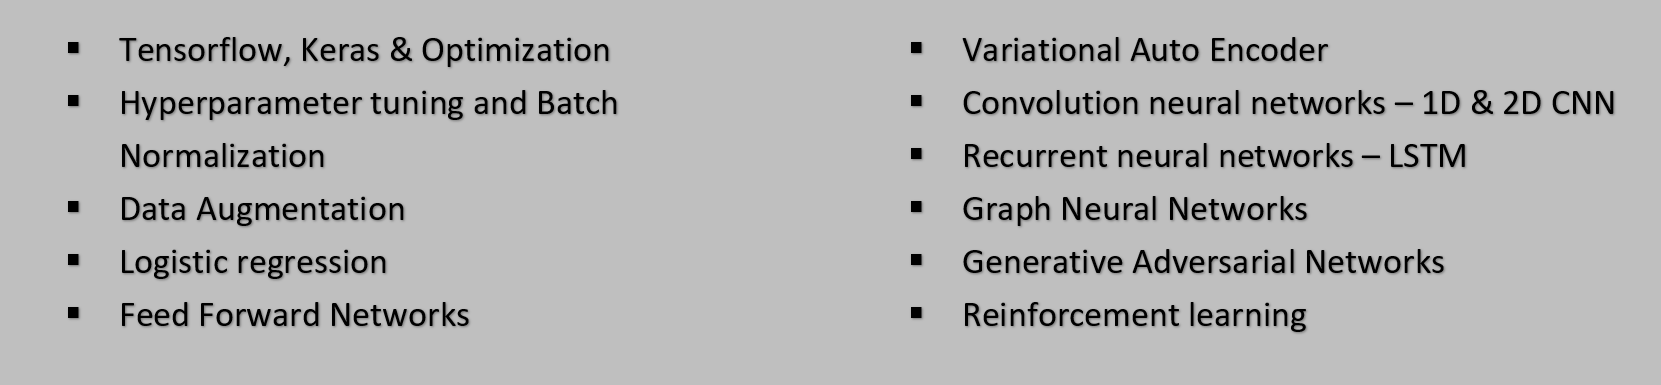 ▪ Tensorflow, Keras & Optimization
▪ Hyperparameter tuning and Batch
Normalization
▪ Data Augmentation
▪ Logistic regression
▪ Feed Forward Networks
▪ Variational Auto Encoder
▪ Convolution neural networks – 1D & 2D CNN
▪ Recurrent neural networks – LSTM
▪ Graph Neural Networks
▪ Generative Adversarial Networks
▪ Reinforcement learning